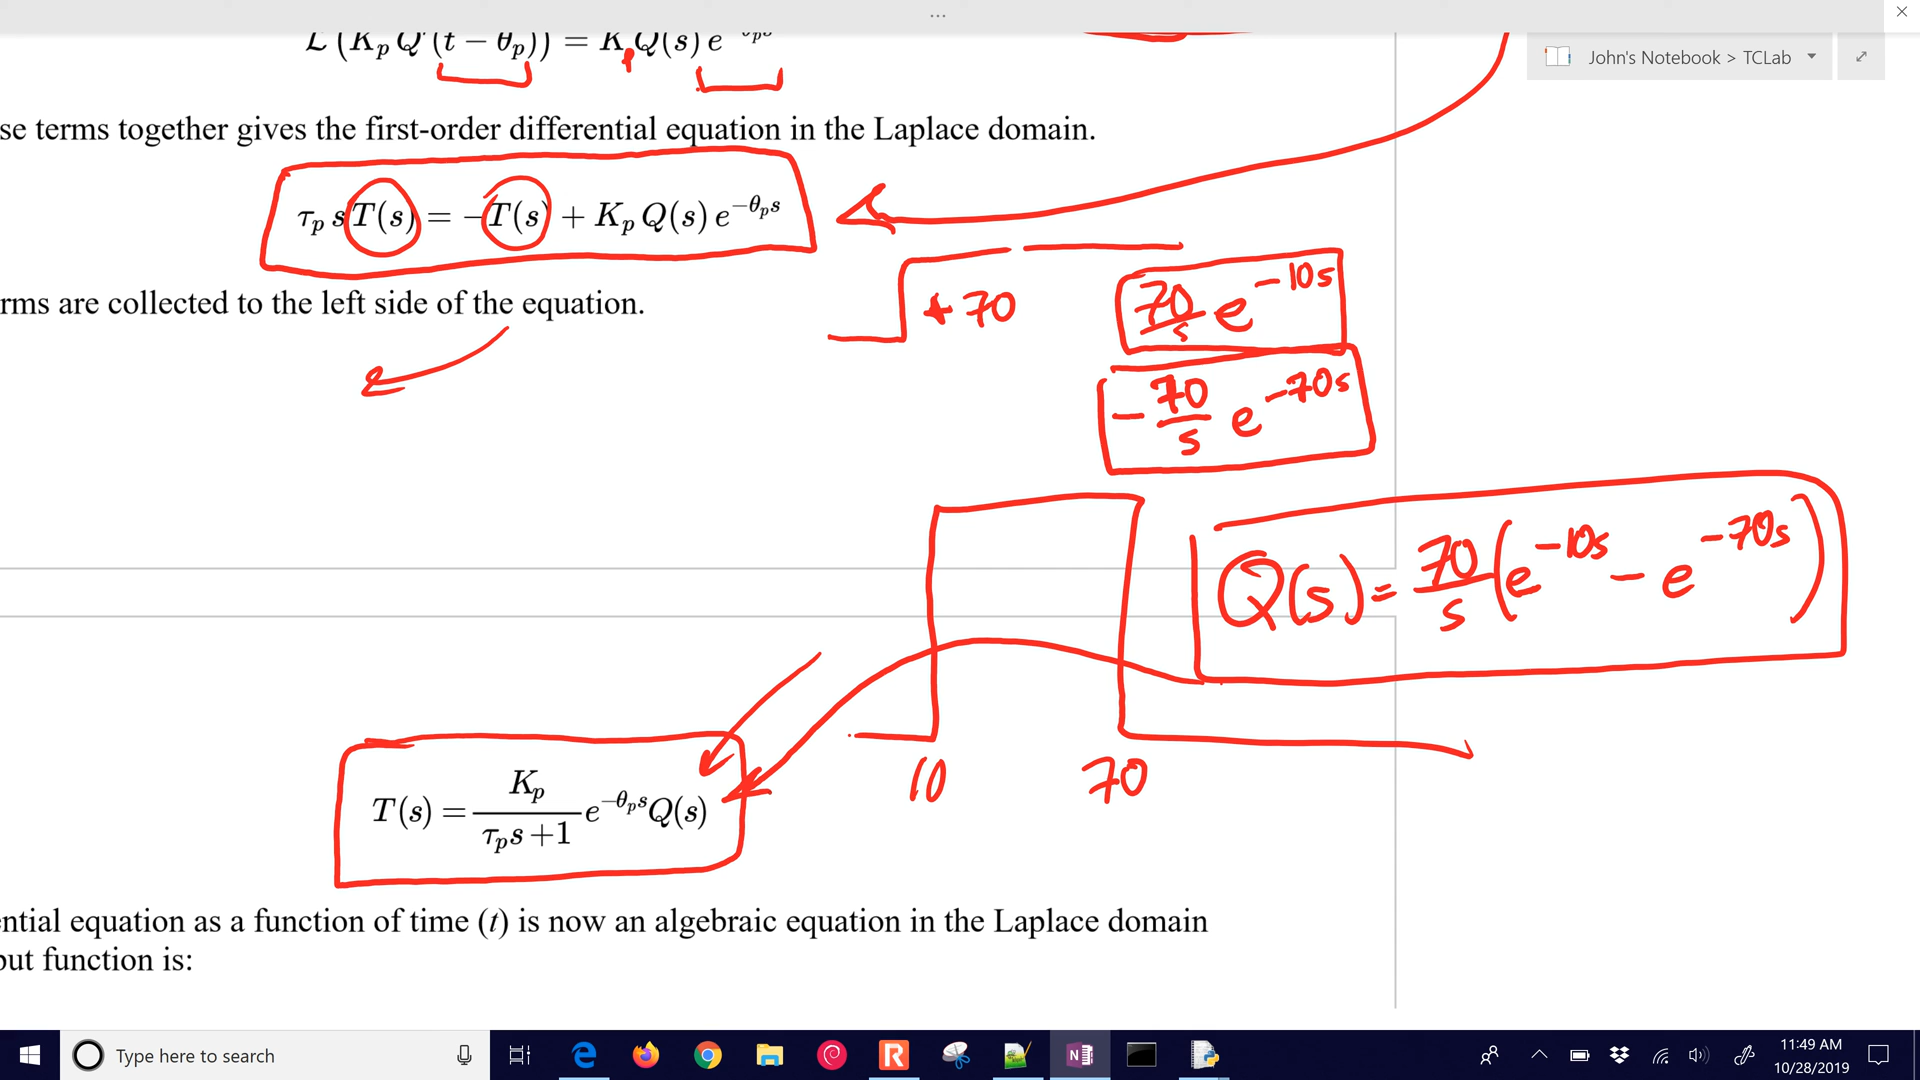 ...
John's Notebook > TCLab
ℒ (K_p Q (t − θ_p)) = K_p Q(s) e^{−θ_p s}
se terms together gives the first-order differential equation in the Laplace domain.
τ_p s T(s) = −T(s) + K_p Q(s) e^{−θ_p s}
+70
70/s e^{-10s}
rms are collected to the left side of the equation.
-70/s e^{-70s}
Q(s) = 70/s (e^{-10s} - e^{-70s})
10 70
T(s) = K_p / (τ_p s + 1) e^{−θ_p s} Q(s)
ential equation as a function of time (t) is now an algebraic equation in the Laplace domain
out function is:
Type here to search
11:49 AM
10/28/2019